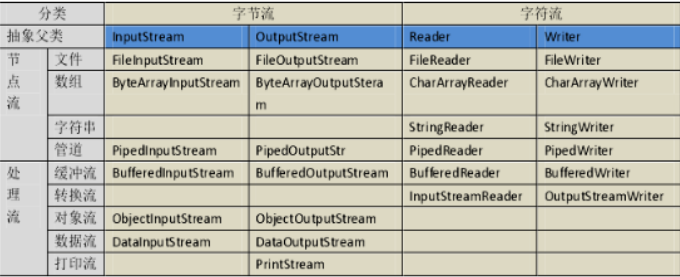 分类 字节流 字符流
抽象父类 InputStream OutputStream Reader Writer
节点流 文件 FileInputStream FileOutputStream FileReader FileWriter
数组 ByteArrayInputStream ByteArrayOutputStera
m CharArrayReader CharArrayWriter
字符串 StringReader StringWriter
管道 PipedInputStream PipedOutputStr PipedReader PipedWriter
处理流 缓冲流 BufferedInputStream BufferedOutputStream BufferedReader BufferedWriter
转换流 InputStreamReader OutputStreamWriter
对象流 ObjectInputStream ObjectOutputStream
数据流 DataInputStream DataOutputStream
打印流 PrintStream